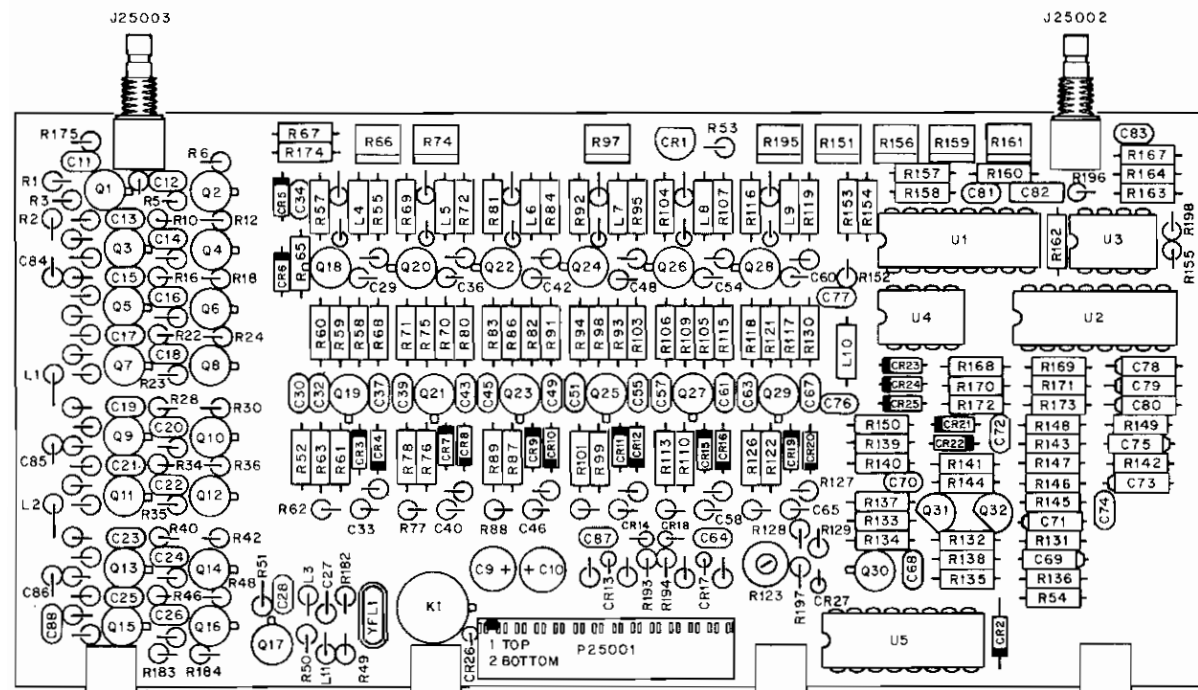 J25003 J25002
R175 R67 R66 R74 R97 CR1 R53 R195 R151 R156 R159 R161 C83
C11 R6 R174 R167
R1 Q1 C12 Q2 CR5 C34 R157 R160 R164
R3 R5 R158 C81 C82 R196 R163
R57 L4 R55 R69 L5 R72 R81 L6 R84 R92 L7 R95 R104 L8 R107 R116 L9 R119 R153 R154
R2 C13 R10 R12
Q3 C14 Q4 U1 R162 U3 R198
C84 C15 R16 R18 CR6 R65 Q18 C29 Q20 C36 Q22 C42 Q24 C48 Q26 C54 Q28 C60 R152 R155
Q5 C16 Q6 C77
C17 R22 R24 R60 R59 R58 R68 R71 R75 R70 R80 R83 R86 R82 R91 R94 R98 R93 R103 R106 R109 R105 R115 R118 R121 R117 R130 L10 U4 U2
Q7 C18 Q8 CR23 R168 R169 C78
L1 R23 CR24 R170 R171 C79
C30 C32 Q19 C37 C39 Q21 C43 C45 Q23 C49 C51 Q25 C55 C57 Q27 C61 C63 Q29 C67 C76 CR25 R172 R173 C80
C19 R28 R30 R150 CR21 C72 R148 R149
Q9 C20 Q10 R139 CR22 R143 C75
C85 C21 R34 R36 R52 R63 R61 CR3 CR4 R78 R76 CR7 CR8 R89 R87 CR9 CR10 R101 R99 CR11 CR12 R113 R110 CR15 CR16 R126 R122 CR19 CR20 R140 R141 R147 R142
Q11 C22 Q12 R127 C70 R144 R146 C73
L2 R35 R62 C33 R77 C40 R88 C46 C58 R128 C65 R137 Q31 Q32 R145 C74
C23 R40 R42 C87 CR14 CR18 C64 R129 R133 C71
Q13 C24 Q14 R51 L3 C27 R182 R134 R132 R131
C86 C25 R46 R48 C28 YFL1 C9 + + C10 CR13 R193 R194 CR17 R123 R197 CR27 Q30 C68 R138 C69
C88 Q15 C26 Q16 K1 R135 R136
Q17 R54
R183 R184 R50 L11 R49 CR26 1 TOP P25001 U5 CR2
2 BOTTOM